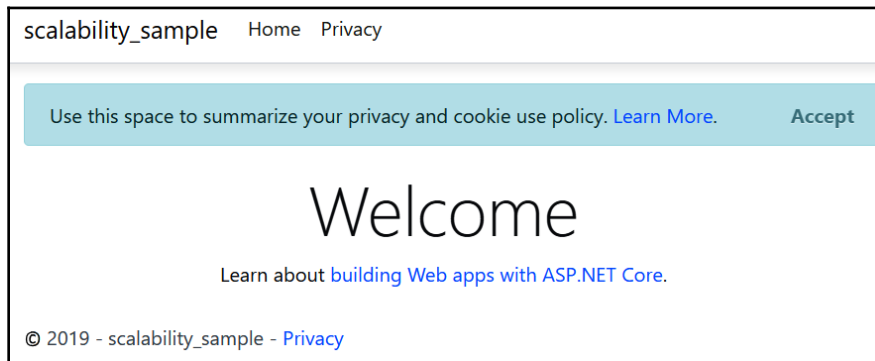 scalability_sample Home Privacy
Use this space to summarize your privacy and cookie use policy. Learn More. Accept
Welcome
Learn about building Web apps with ASP.NET Core.
© 2019 - scalability_sample - Privacy